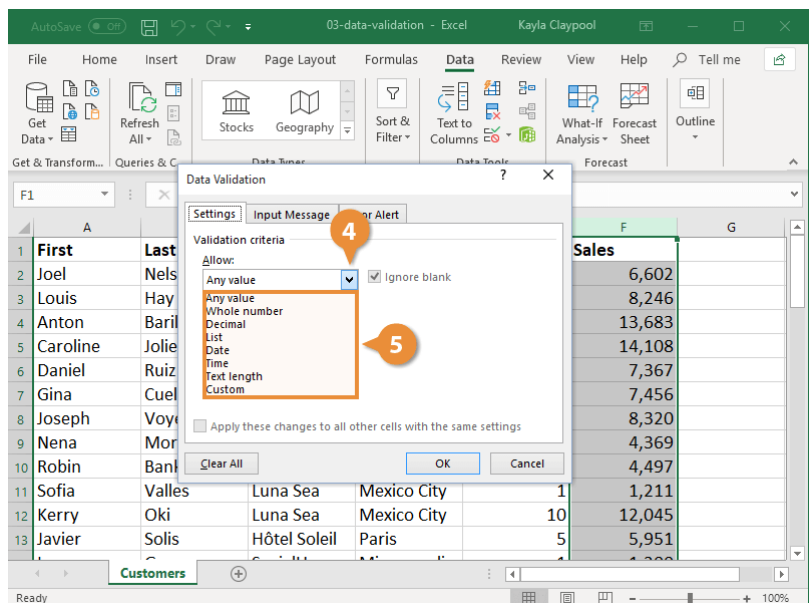 AutoSave Off 03-data-validation - Excel Kayla Claypool
File Home Insert Draw Page Layout Formulas Data Review View Help Tell me
Get Data Refresh All Stocks Geography Sort & Filter Text to Columns What-If Analysis Forecast Sheet Outline
Get & Transform... Queries & C Data Types Data Tools Forecast
F1
Data Validation ? ×
Settings Input Message or Alert
Validation criteria
4
Allow:
Any value Ignore blank
Any value
Whole number
Decimal
List
Date
Time
Text length
Custom
5
Apply these changes to all other cells with the same settings
Clear All OK Cancel
A F G
1 First Last Sales
2 Joel Nels 6,602
3 Louis Hay 8,246
4 Anton Baril 13,683
5 Caroline Jolie 14,108
6 Daniel Ruiz 7,367
7 Gina Cuel 7,456
8 Joseph Voye 8,320
9 Nena Mor 4,369
10 Robin Bank 4,497
11 Sofia Valles Luna Sea Mexico City 1 1,211
12 Kerry Oki Luna Sea Mexico City 10 12,045
13 Javier Solis Hôtel Soleil Paris 5 5,951
Customers
Ready 100%